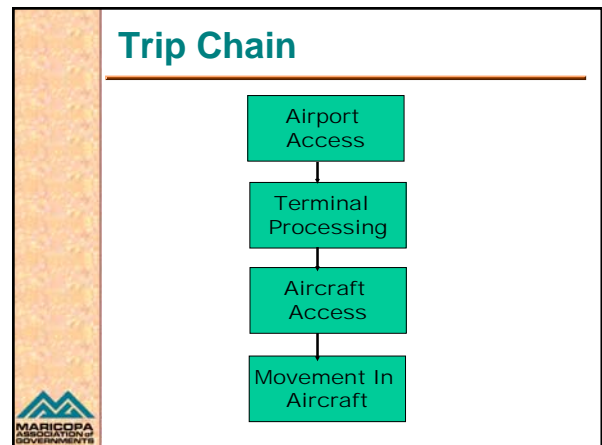 Trip Chain
Airport
Access
Terminal
Processing
Aircraft
Access
Movement In
Aircraft
MARICOPA
ASSOCIATION of
GOVERNMENTS